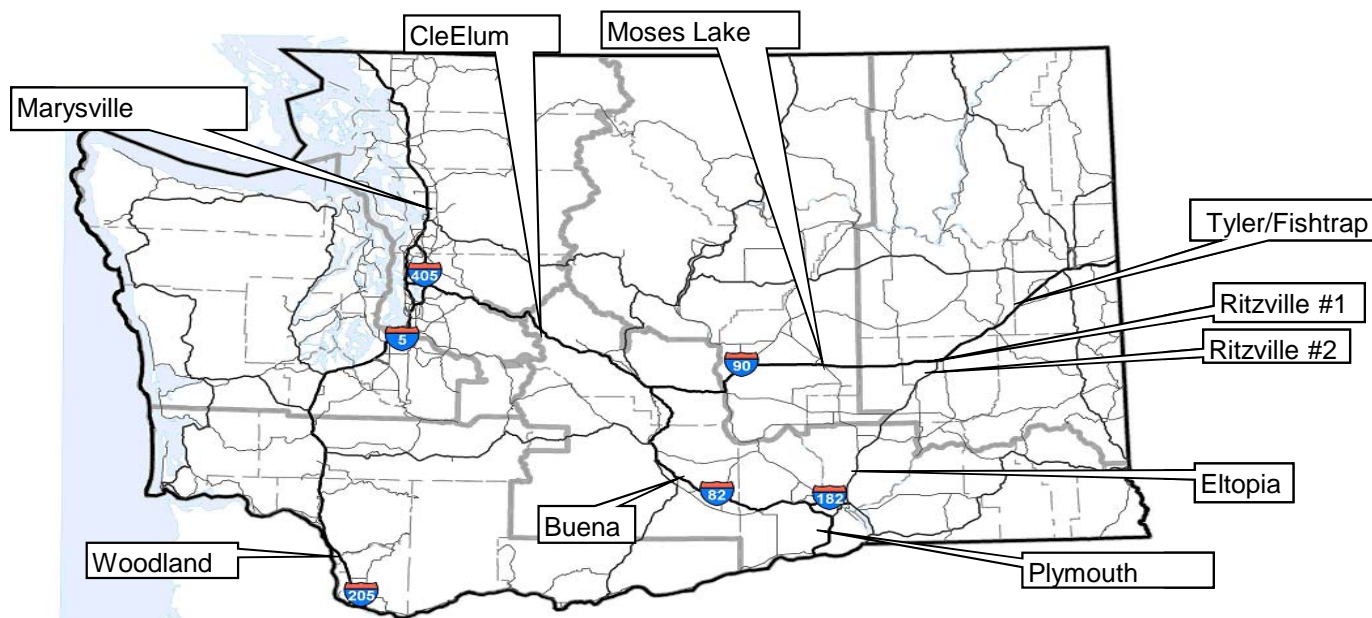 CleElum
Moses Lake
Marysville
Tyler/Fishtrap
405
Ritzville #1
5
Ritzville #2
90
Eltopia
82
182
Buena
Woodland
Plymouth
205